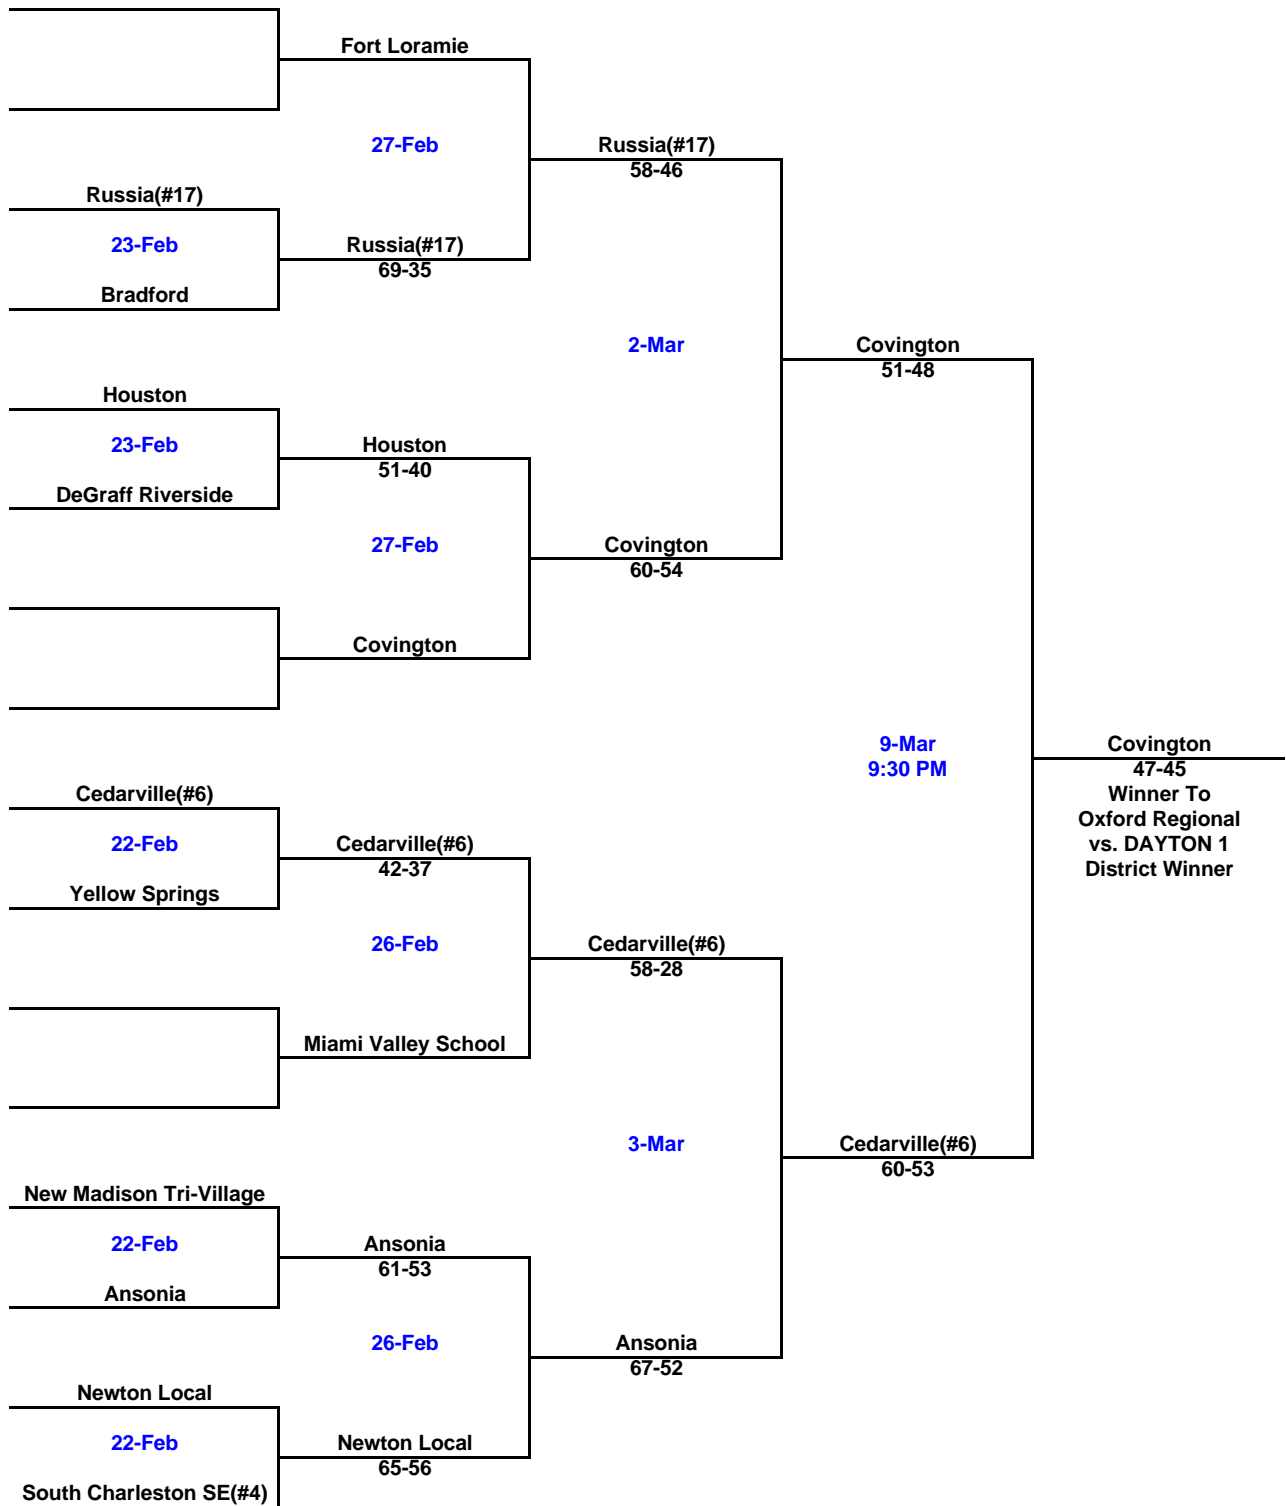 Fort Loramie
27-Feb
Russia(#17)
58-46
Russia(#17)
23-Feb
Russia(#17)
69-35
Bradford
2-Mar
Covington
51-48
Houston
23-Feb
Houston
51-40
DeGraff Riverside
27-Feb
Covington
60-54
Covington
9-Mar
9:30 PM
Covington
47-45
Winner To
Oxford Regional
vs. DAYTON 1
District Winner
Cedarville(#6)
22-Feb
Cedarville(#6)
42-37
Yellow Springs
26-Feb
Cedarville(#6)
58-28
Miami Valley School
3-Mar
Cedarville(#6)
60-53
New Madison Tri-Village
22-Feb
Ansonia
61-53
Ansonia
26-Feb
Ansonia
67-52
Newton Local
22-Feb
Newton Local
65-56
South Charleston SE(#4)